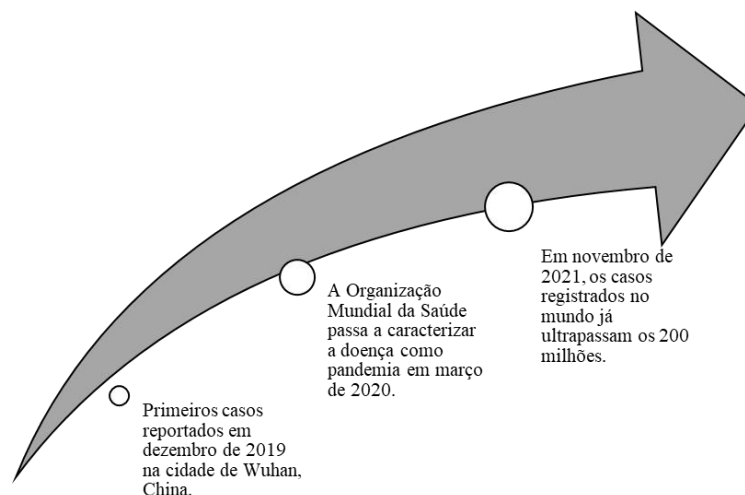 Primeiros casos
reportados em
dezembro de 2019
na cidade de Wuhan,
China.
A Organização
Mundial da Saúde
passa a caracterizar
a doença como
pandemia em março
de 2020.
Em novembro de
2021, os casos
registrados no
mundo já
ultrapassam os 200
milhões.